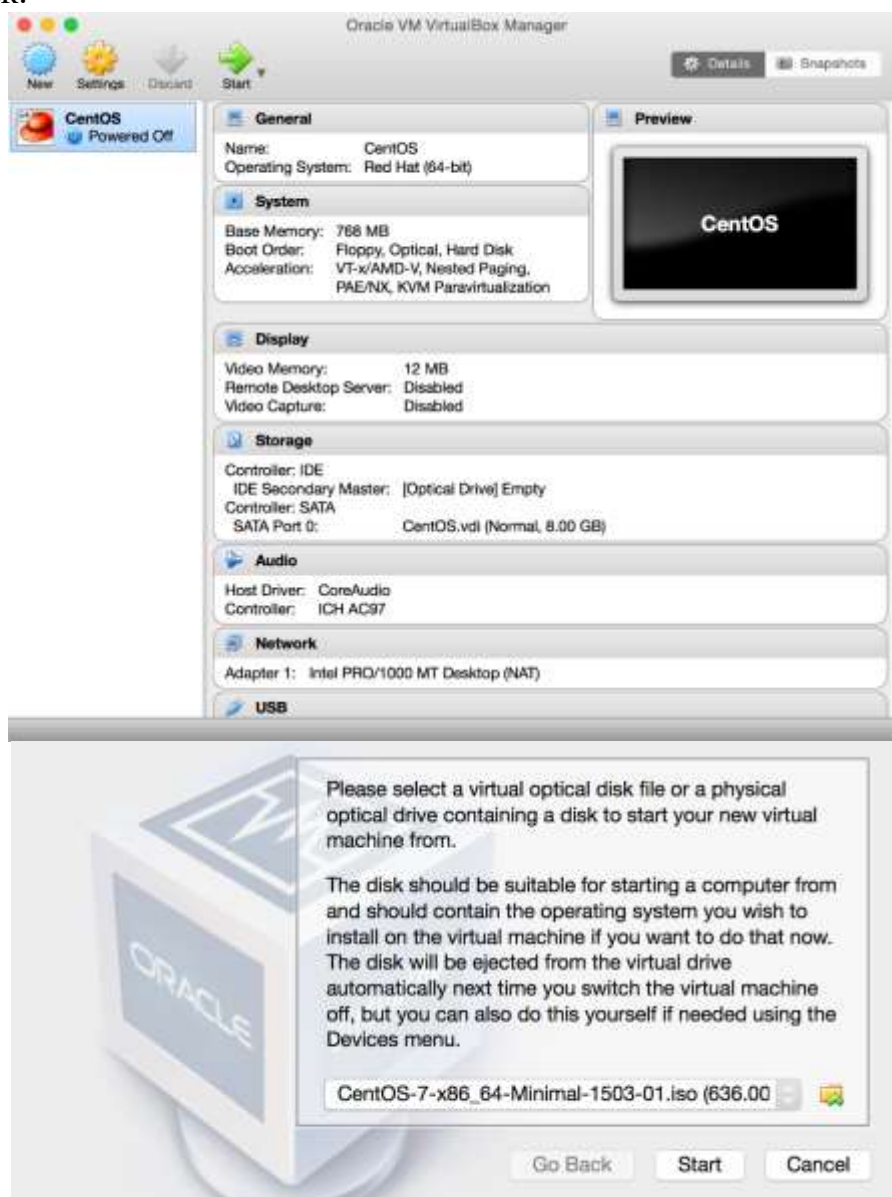 Oracle VM VirtualBox Manager
New Settings Discard Start
Details Snapshots
CentOS
Powered Off
General
Name: CentOS
Operating System: Red Hat (64-bit)
Preview
CentOS
System
Base Memory: 768 MB
Boot Order: Floppy, Optical, Hard Disk
Acceleration: VT-x/AMD-V, Nested Paging,
PAE/NX, KVM Paravirtualization
Display
Video Memory: 12 MB
Remote Desktop Server: Disabled
Video Capture: Disabled
Storage
Controller: IDE
IDE Secondary Master: [Optical Drive] Empty
Controller: SATA
SATA Port 0: CentOS.vdi (Normal, 8.00 GB)
Audio
Host Driver: CoreAudio
Controller: ICH AC97
Network
Adapter 1: Intel PRO/1000 MT Desktop (NAT)
USB
ORACLE
Please select a virtual optical disk file or a physical
optical drive containing a disk to start your new virtual
machine from.
The disk should be suitable for starting a computer from
and should contain the operating system you wish to
install on the virtual machine if you want to do that now.
The disk will be ejected from the virtual drive
automatically next time you switch the virtual machine
off, but you can also do this yourself if needed using the
Devices menu.
CentOS-7-x86_64-Minimal-1503-01.iso (636.00
Go Back Start Cancel